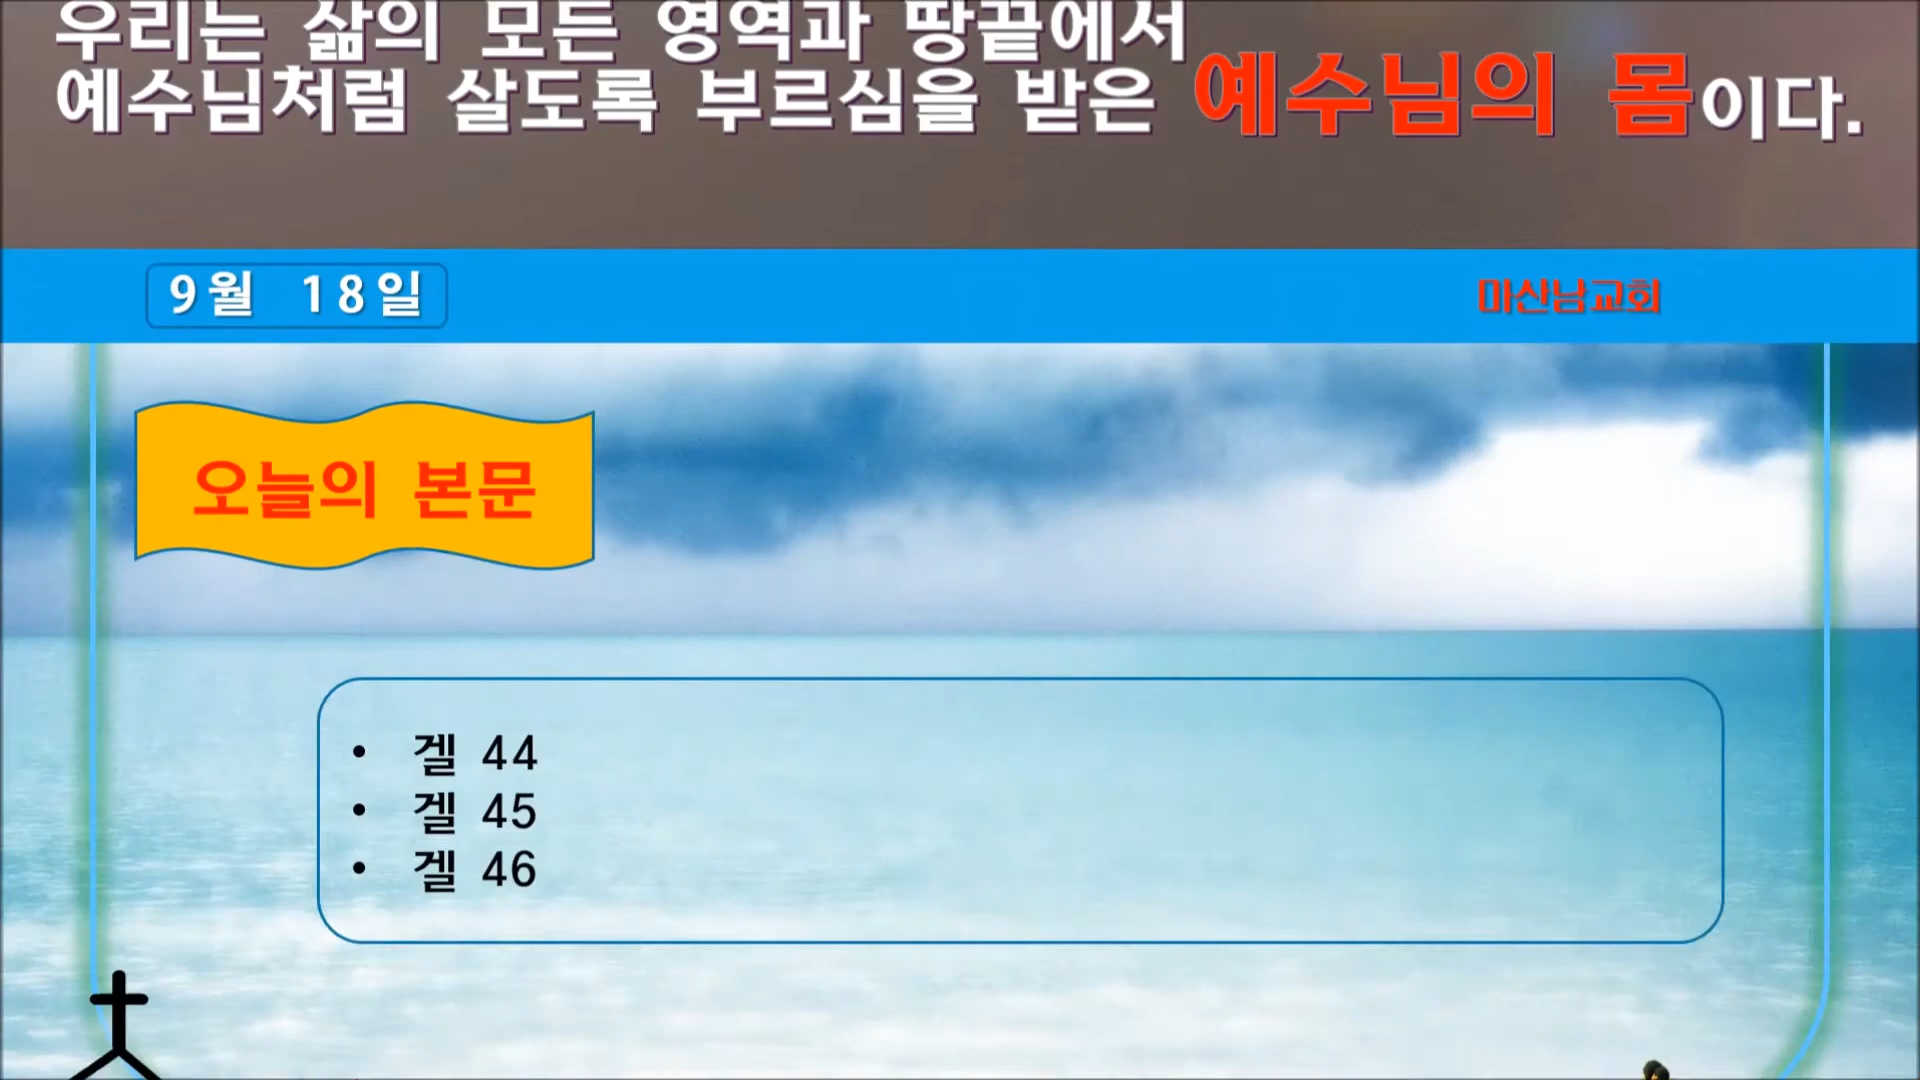 우리는 삶의 모든 영역과 땅끝에서
예수님처럼 살도록 부르심을 받은 예수님의 몸이다.
9월 18일
마산남교회
오늘의 본문
• 겔 44
• 겔 45
• 겔 46